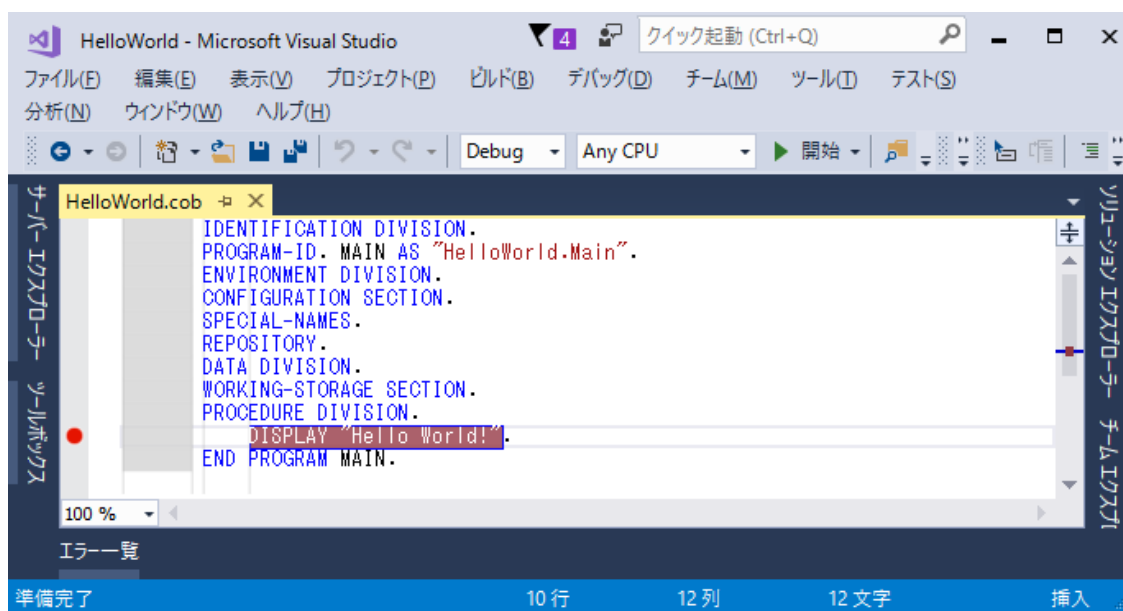 HelloWorld - Microsoft Visual Studio
4
クイック起動 (Ctrl+Q)
ファイル(F) 編集(E) 表示(V) プロジェクト(P) ビルド(B) デバッグ(D) チーム(M) ツール(T) テスト(S)
分析(N) ウィンドウ(W) ヘルプ(H)
Debug Any CPU 開始
サーバー エクスプローラー
ツールボックス
HelloWorld.cob
IDENTIFICATION DIVISION.
PROGRAM-ID. MAIN AS "HelloWorld.Main".
ENVIRONMENT DIVISION.
CONFIGURATION SECTION.
SPECIAL-NAMES.
REPOSITORY.
DATA DIVISION.
WORKING-STORAGE SECTION.
PROCEDURE DIVISION.
DISPLAY "Hello World!".
END PROGRAM MAIN.
100 %
ソリューション エクスプローラー
チーム エクスプ
エラー一覧
準備完了 10 行 12 列 12 文字 挿入